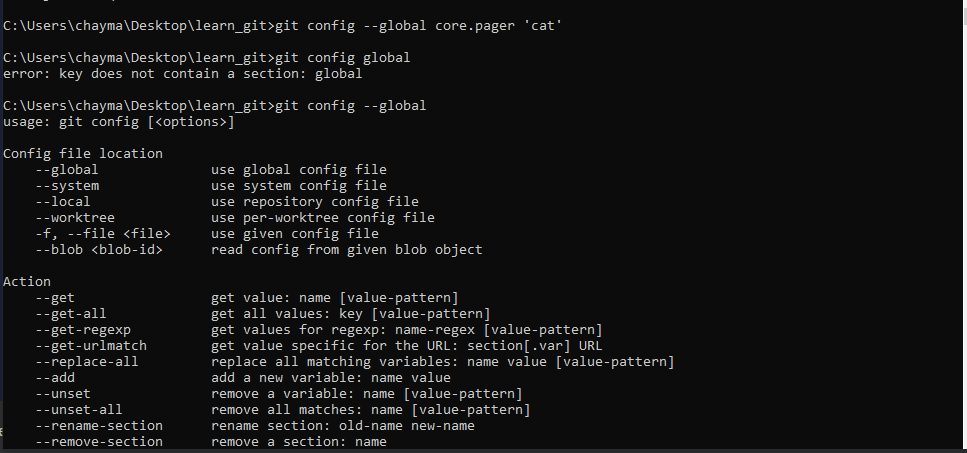 C:\Users\chayma\Desktop\learn_git>git config --global core.pager 'cat'
C:\Users\chayma\Desktop\learn_git>git config global
error: key does not contain a section: global
C:\Users\chayma\Desktop\learn_git>git config --global
usage: git config [<options>]
Config file location
    --global              use global config file
    --system              use system config file
    --local               use repository config file
    --worktree            use per-worktree config file
    -f, --file <file>     use given config file
    --blob <blob-id>      read config from given blob object
Action
    --get                 get value: name [value-pattern]
    --get-all             get all values: key [value-pattern]
    --get-regexp          get values for regexp: name-regex [value-pattern]
    --get-urlmatch        get value specific for the URL: section[.var] URL
    --replace-all         replace all matching variables: name value [value-pattern]
    --add                 add a new variable: name value
    --unset               remove a variable: name [value-pattern]
    --unset-all           remove all matches: name [value-pattern]
    --rename-section      rename section: old-name new-name
    --remove-section      remove a section: name